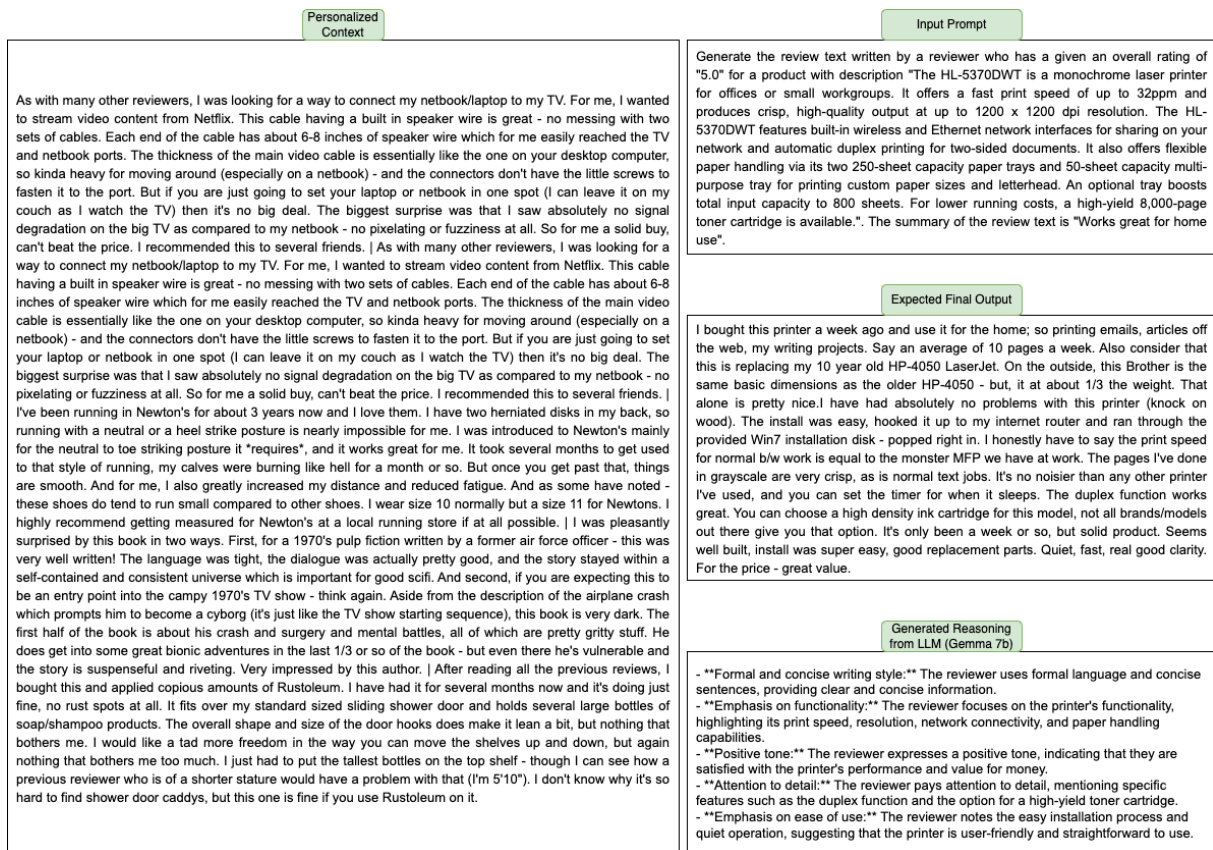 Personalized
Context
As with many other reviewers, I was looking for a way to connect my netbook/laptop to my TV. For me, I wanted
to stream video content from Netflix. This cable having a built in speaker wire is great - no messing with two
sets of cables. Each end of the cable has about 6-8 inches of speaker wire which for me easily reached the TV
and netbook ports. The thickness of the main video cable is essentially like the one on your desktop computer,
so kinda heavy for moving around (especially on a netbook) - and the connectors don't have the little screws to
fasten it to the port. But if you are just going to set your laptop or netbook in one spot (I can leave it on my
couch as I watch the TV) then it's no big deal. The biggest surprise was that I saw absolutely no signal
degradation on the big TV as compared to my netbook - no pixelating or fuzziness at all. So for me a solid buy,
can't beat the price. I recommended this to several friends. | As with many other reviewers, I was looking for a
way to connect my netbook/laptop to my TV. For me, I wanted to stream video content from Netflix. This cable
having a built in speaker wire is great - no messing with two sets of cables. Each end of the cable has about 6-8
inches of speaker wire which for me easily reached the TV and netbook ports. The thickness of the main video
cable is essentially like the one on your desktop computer, so kinda heavy for moving around (especially on a
netbook) - and the connectors don't have the little screws to fasten it to the port. But if you are just going to set
your laptop or netbook in one spot (I can leave it on my couch as I watch the TV) then it's no big deal. The
biggest surprise was that I saw absolutely no signal degradation on the big TV as compared to my netbook - no
pixelating or fuzziness at all. So for me a solid buy, can't beat the price. I recommended this to several friends. |
I've been running in Newton's for about 3 years now and I love them. I have two herniated disks in my back, so
running with a neutral or a heel strike posture is nearly impossible for me. I was introduced to Newton's mainly
for the neutral to toe striking posture it *requires*, and it works great for me. It took several months to get used
to that style of running, my calves were burning like hell for a month or so. But once you get past that, things
are smooth. And for me, I also greatly increased my distance and reduced fatigue. And as some have noted -
these shoes do tend to run small compared to other shoes. I wear size 10 normally but a size 11 for Newtons. I
highly recommend getting measured for Newton's at a local running store if at all possible. | I was pleasantly
surprised by this book in two ways. First, for a 1970's pulp fiction written by a former air force officer - this was
very well written! The language was tight, the dialogue was actually pretty good, and the story stayed within a
self-contained and consistent universe which is important for good scifi. And second, if you are expecting this to
be an entry point into the campy 1970's TV show - think again. Aside from the description of the airplane crash
which prompts him to become a cyborg (it's just like the TV show starting sequence), this book is very dark. The
first half of the book is about his crash and surgery and mental battles, all of which are pretty gritty stuff. He
does get into some great bionic adventures in the last 1/3 or so of the book - but even there he's vulnerable and
the story is suspenseful and riveting. Very impressed by this author. | After reading all the previous reviews, I
bought this and applied copious amounts of Rustoleum. I have had it for several months now and it's doing just
fine, no rust spots at all. It fits over my standard sized sliding shower door and holds several large bottles of
soap/shampoo products. The overall shape and size of the door hooks does make it lean a bit, but nothing that
bothers me. I would like a tad more freedom in the way you can move the shelves up and down, but again
nothing that bothers me too much. I just had to put the tallest bottles on the top shelf - though I can see how a
previous reviewer who is of a shorter stature would have a problem with that (I'm 5'10"). I don't know why it's so
hard to find shower door caddys, but this one is fine if you use Rustoleum on it.
Input Prompt
Generate the review text written by a reviewer who has a given an overall rating of
"5.0" for a product with description "The HL-5370DWT is a monochrome laser printer
for offices or small workgroups. It offers a fast print speed of up to 32ppm and
produces crisp, high-quality output at up to 1200 x 1200 dpi resolution. The HL-
5370DWT features built-in wireless and Ethernet network interfaces for sharing on your
network and automatic duplex printing for two-sided documents. It also offers flexible
paper handling via its two 250-sheet capacity paper trays and 50-sheet capacity multi-
purpose tray for printing custom paper sizes and letterhead. An optional tray boosts
total input capacity to 800 sheets. For lower running costs, a high-yield 8,000-page
toner cartridge is available.". The summary of the review text is "Works great for home
use".
Expected Final Output
I bought this printer a week ago and use it for the home; so printing emails, articles off
the web, my writing projects. Say an average of 10 pages a week. Also consider that
this is replacing my 10 year old HP-4050 LaserJet. On the outside, this Brother is the
same basic dimensions as the older HP-4050 - but, it at about 1/3 the weight. That
alone is pretty nice.I have had absolutely no problems with this printer (knock on
wood). The install was easy, hooked it up to my internet router and ran through the
provided Win7 installation disk - popped right in. I honestly have to say the print speed
for normal b/w work is equal to the monster MFP we have at work. The pages I've done
in grayscale are very crisp, as is normal text jobs. It's no noisier than any other printer
I've used, and you can set the timer for when it sleeps. The duplex function works
great. You can choose a high density ink cartridge for this model, not all brands/models
out there give you that option. It's only been a week or so, but solid product. Seems
well built, install was super easy, good replacement parts. Quiet, fast, real good clarity.
For the price - great value.
Generated Reasoning
from LLM (Gemma 7b)
- **Formal and concise writing style:** The reviewer uses formal language and concise
sentences, providing clear and concise information.
- **Emphasis on functionality:** The reviewer focuses on the printer's functionality,
highlighting its print speed, resolution, network connectivity, and paper handling
capabilities.
- **Positive tone:** The reviewer expresses a positive tone, indicating that they are
satisfied with the printer's performance and value for money.
- **Attention to detail:** The reviewer pays attention to detail, mentioning specific
features such as the duplex function and the option for a high-yield toner cartridge.
- **Emphasis on ease of use:** The reviewer notes the easy installation process and
quiet operation, suggesting that the printer is user-friendly and straightforward to use.